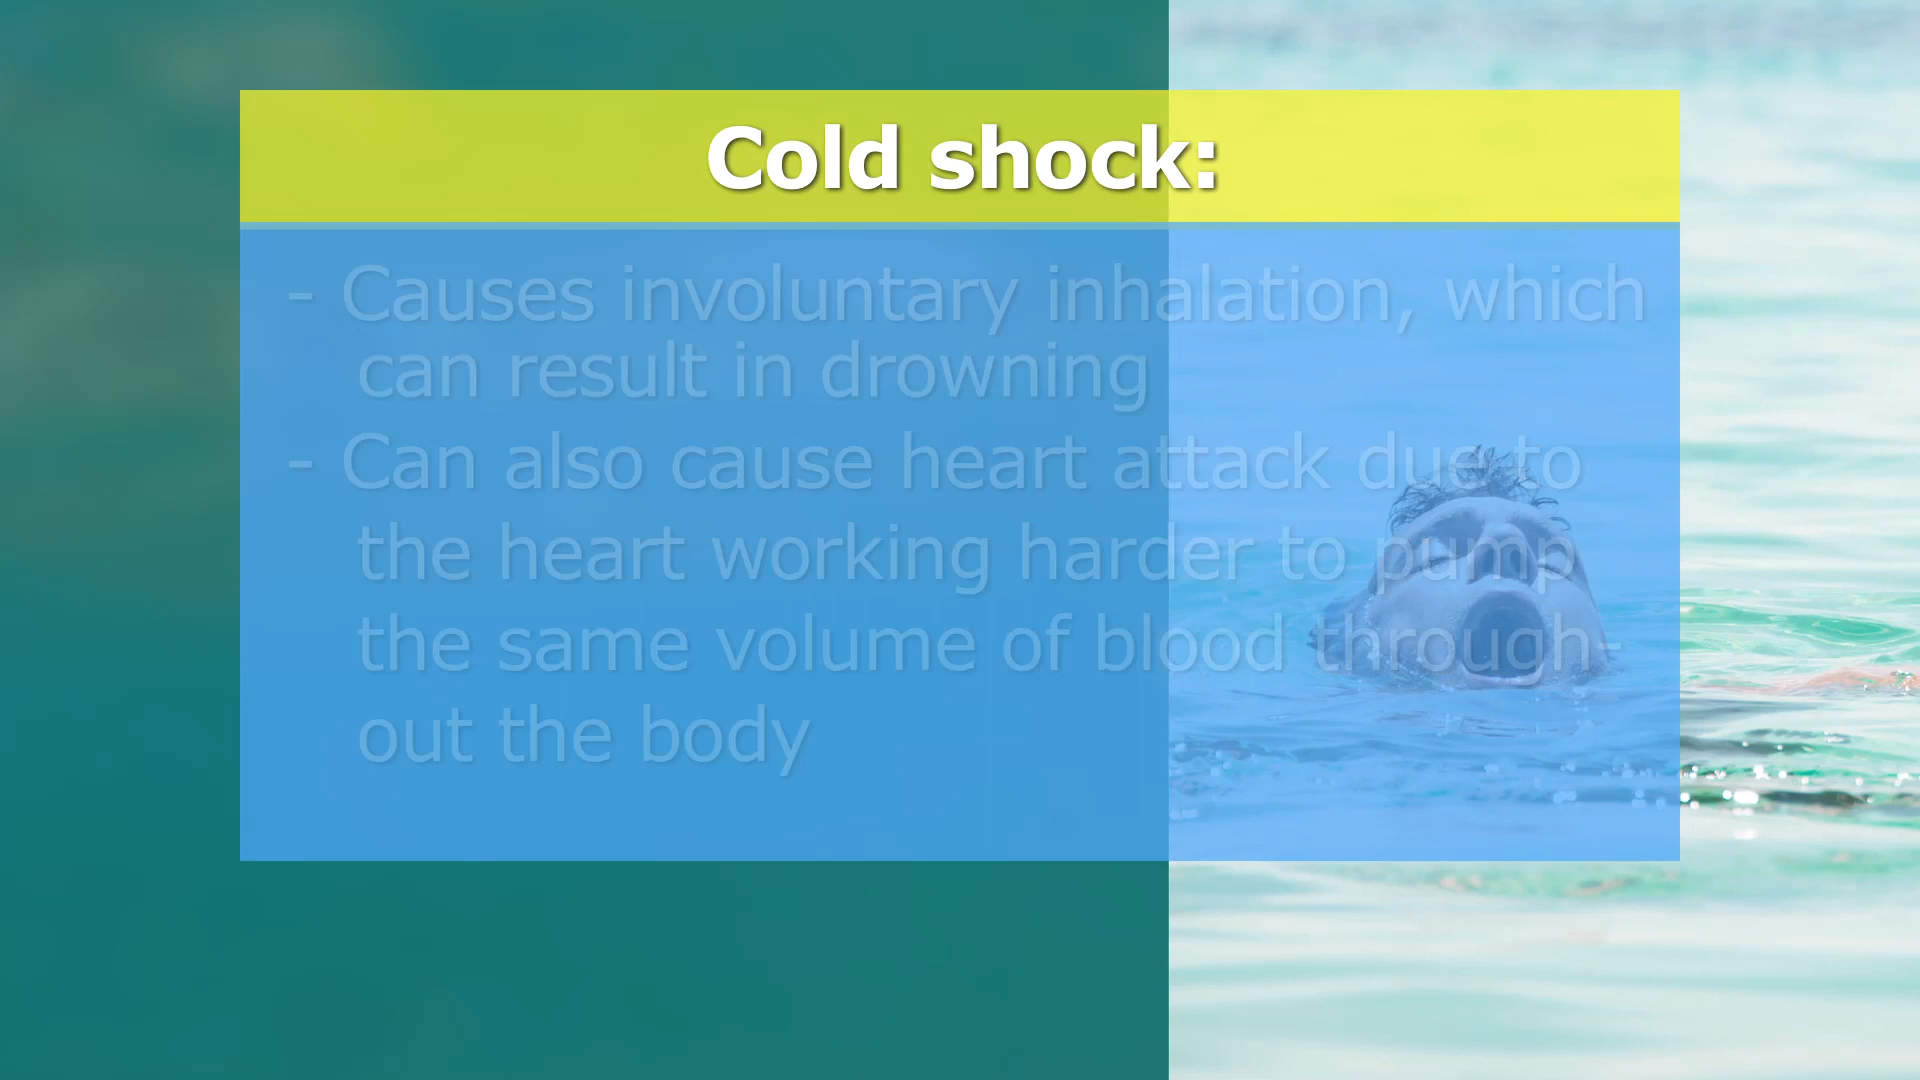 Cold shock:
- Causes involuntary inhalation, which
can result in drowning
- Can also cause heart attack due to
the heart working harder to pump
the same volume of blood through-
out the body